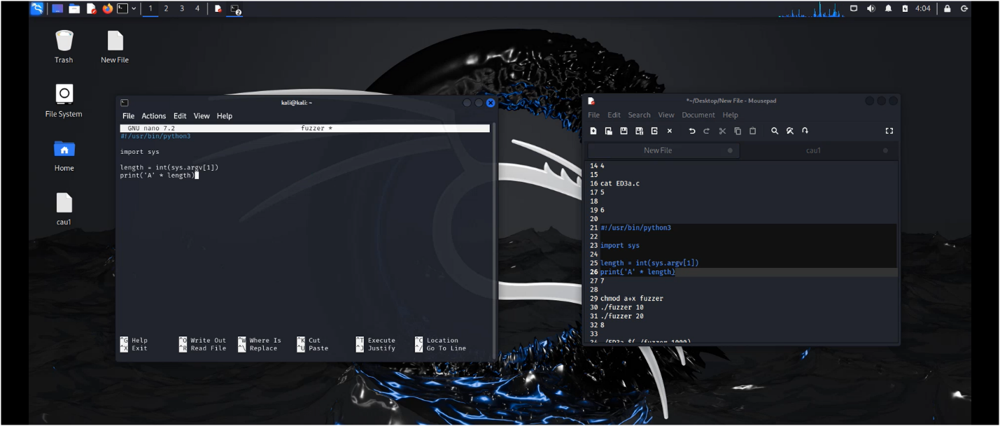 1 2 3 4
2
4:04
Trash
New File
File System
Home
cau1
kali@kali: ~
File Actions Edit View Help
GNU nano 7.2 fuzzer *
#!/usr/bin/python3
import sys
length = int(sys.argv[1])
print('A' * length)
^G Help ^O Write Out ^W Where Is ^K Cut ^T Execute ^C Location
^X Exit ^R Read File ^\ Replace ^U Paste ^J Justify ^/ Go To Line
*~/Desktop/New File - Mousepad
File Edit Search View Document Help
New File cau1
14 4
15
16 cat ED3a.c
17 5
18
19 6
20
21 #!/usr/bin/python3
22
23 import sys
24
25 length = int(sys.argv[1])
26 print('A' * length)
27 7
28
29 chmod a+x fuzzer
30 ./fuzzer 10
31 ./fuzzer 20
32 8
33
34 ./ED3a $(./fuzzer 1000)